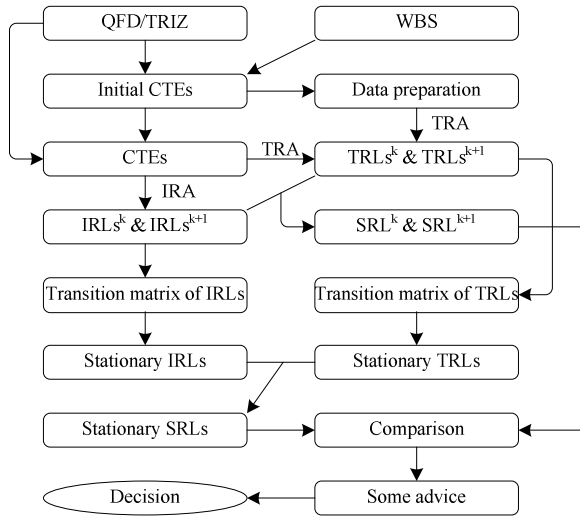 QFD/TRIZ
WBS
Initial CTEs
Data preparation
TRA
CTEs
TRA
TRLs^k & TRLs^k+1
IRA
IRLs^k & IRLs^k+1
SRL^k & SRL^k+1
Transition matrix of IRLs
Transition matrix of TRLs
Stationary IRLs
Stationary TRLs
Stationary SRLs
Comparison
Decision
Some advice